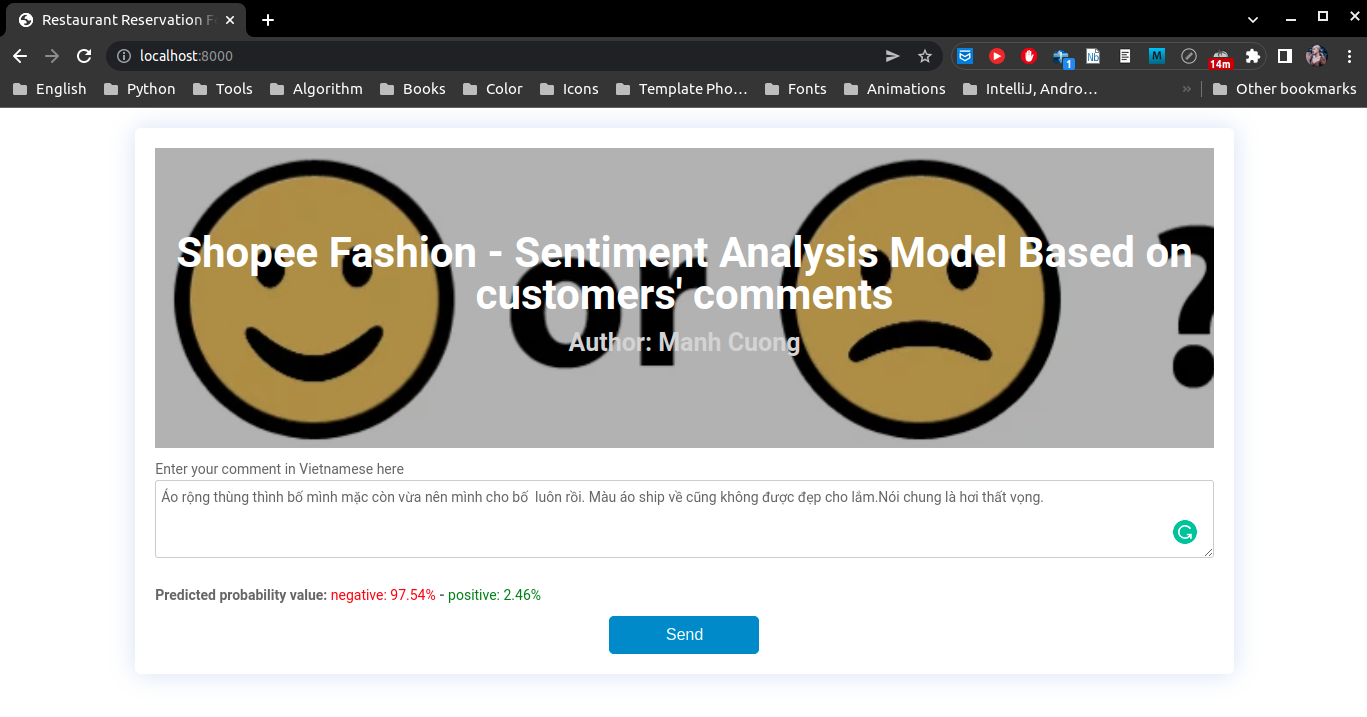 Restaurant Reservation F
localhost:8000
1
Nb
M
14m
English
Python
Tools
Algorithm
Books
Color
Icons
Template Pho...
Fonts
Animations
IntelliJ, Andro...
»
Other bookmarks
or
?
Shopee Fashion - Sentiment Analysis Model Based on
customers' comments
Author: Manh Cuong
Enter your comment in Vietnamese here
Áo rộng thùng thình bố mình mặc còn vừa nên mình cho bố  luôn rồi. Màu áo ship về cũng không được đẹp cho lắm.Nói chung là hơi thất vọng.
Predicted probability value: negative: 97.54% - positive: 2.46%
Send